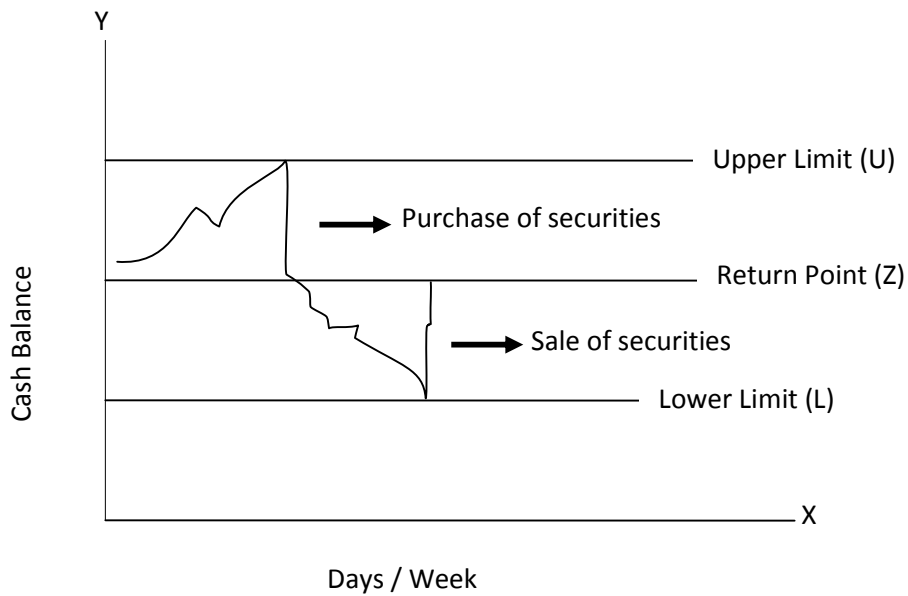 Y
Upper Limit (U)
Purchase of securities
Return Point (Z)
Sale of securities
Lower Limit (L)
Cash Balance
X
Days / Week